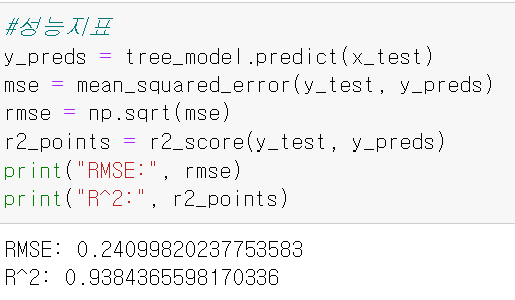 #성능지표
y_preds = tree_model.predict(x_test)
mse = mean_squared_error(y_test, y_preds)
rmse = np.sqrt(mse)
r2_points = r2_score(y_test, y_preds)
print("RMSE:", rmse)
print("R^2:", r2_points)
RMSE: 0.24099820237753583
R^2: 0.9384365598170336